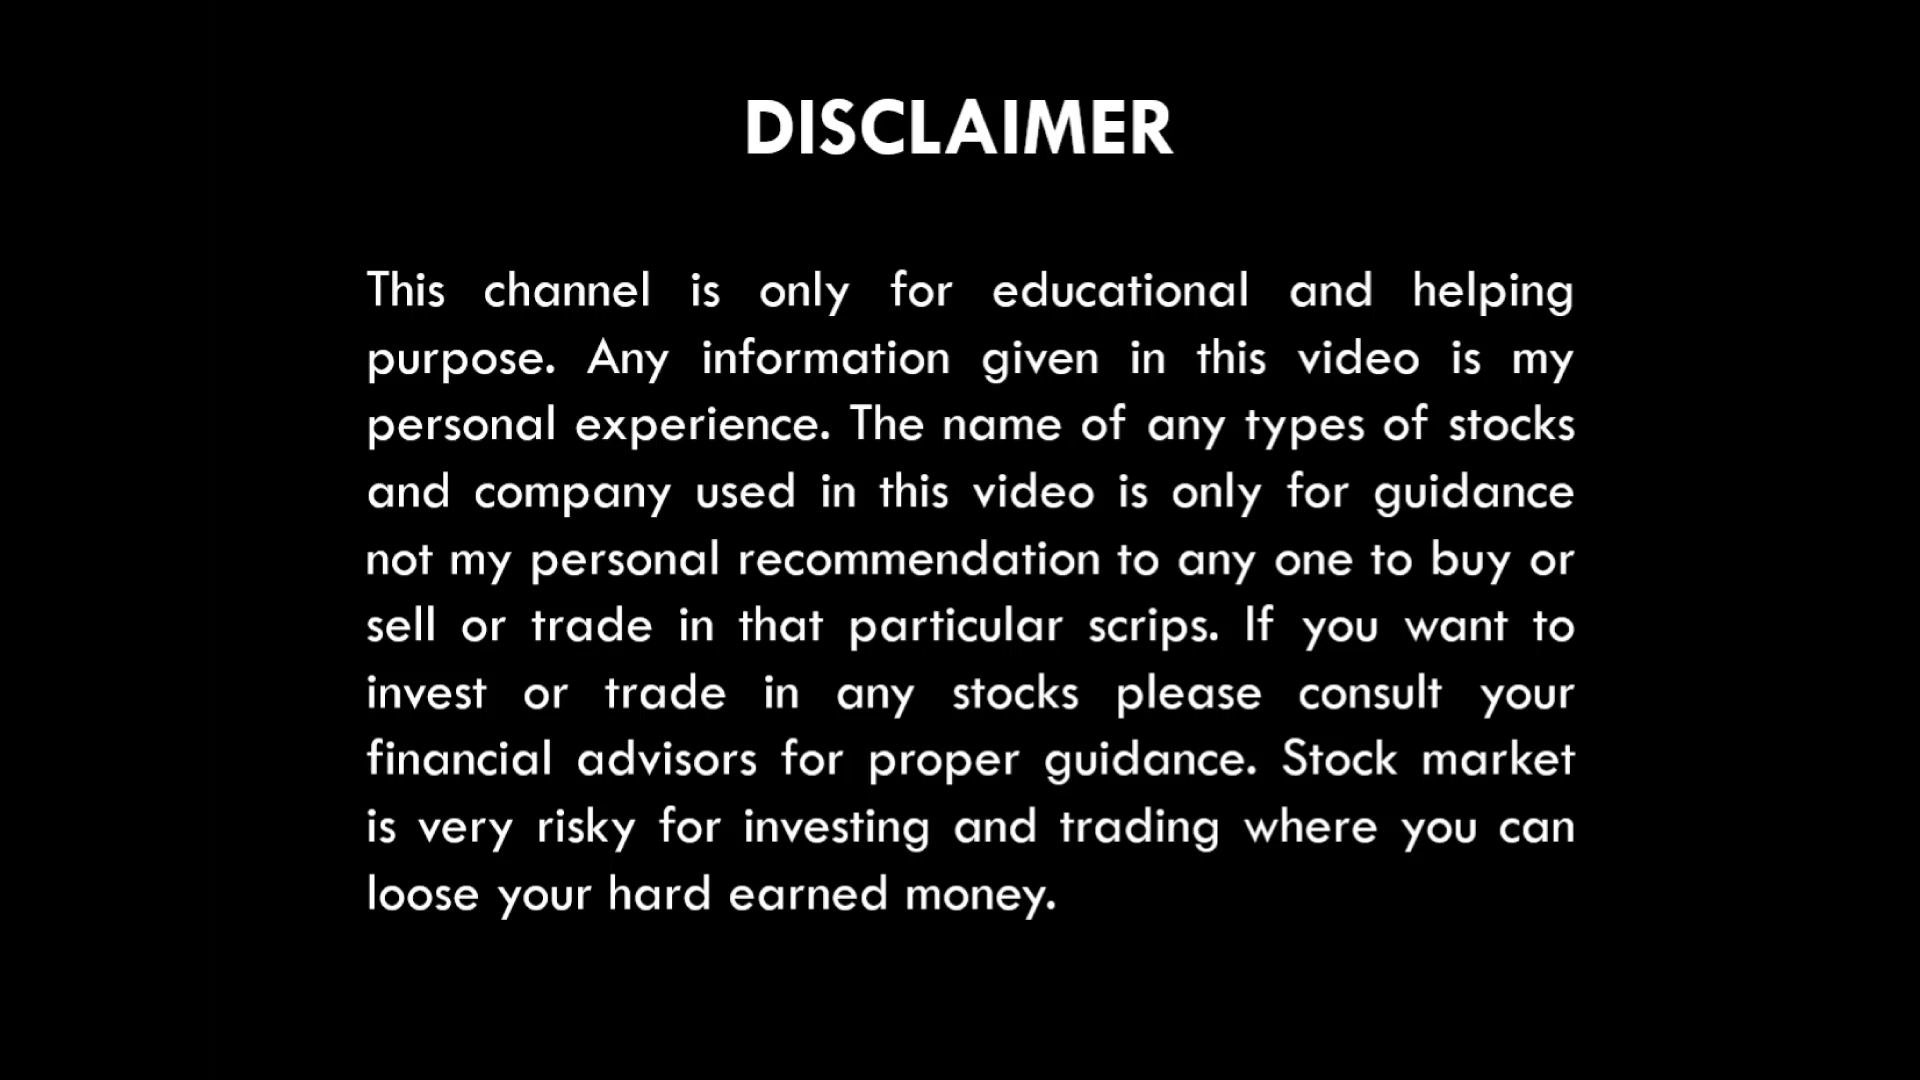 DISCLAIMER
This channel is only for educational and helping
purpose. Any information given in this video is my
personal experience. The name of any types of stocks
and company used in this video is only for guidance
not my personal recommendation to any one to buy or
sell or trade in that particular scrips. If you want to
invest or trade in any stocks please consult your
financial advisors for proper guidance. Stock market
is very risky for investing and trading where you can
loose your hard earned money.